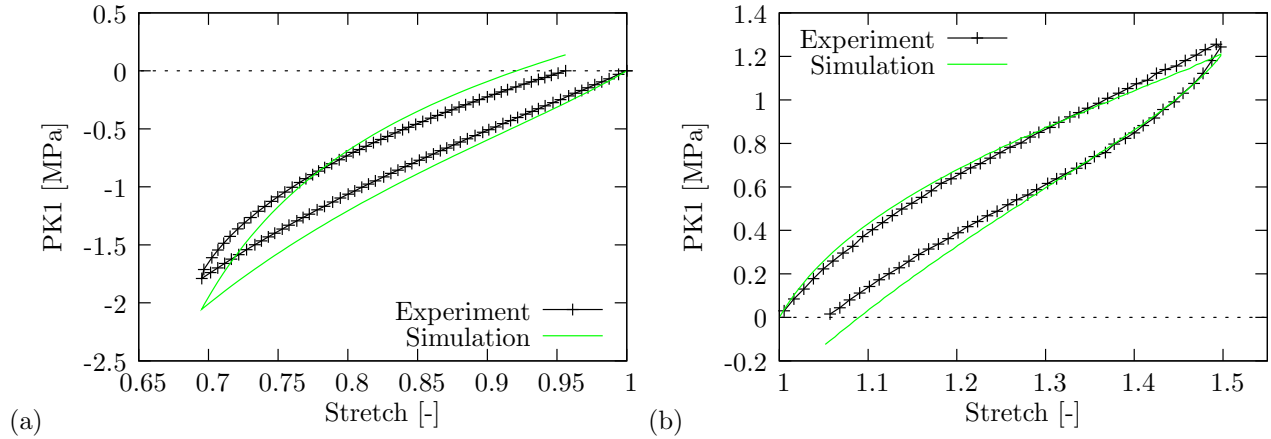 0.5
0
-0.5
-1
-1.5
-2
-2.5
PK1 [MPa]
Experiment
Simulation
0.65 0.7 0.75 0.8 0.85 0.9 0.95 1
Stretch [-]
(a)
1.4
1.2
1
0.8
0.6
0.4
0.2
0
-0.2
PK1 [MPa]
Experiment
Simulation
1 1.1 1.2 1.3 1.4 1.5
Stretch [-]
(b)